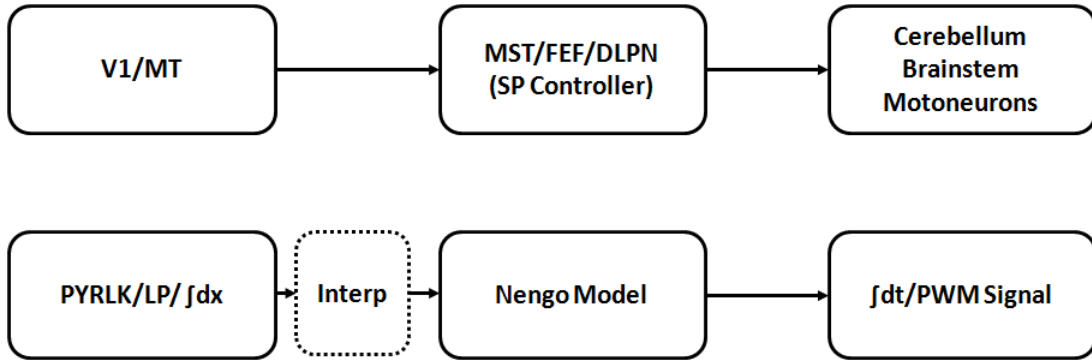 V1/MT
MST/FEF/DLPN
(SP Controller)
Cerebellum
Brainstem
Motoneurons
PYRLK/LP/ ∫dx
Interp
Nengo Model
∫dt/PWM Signal